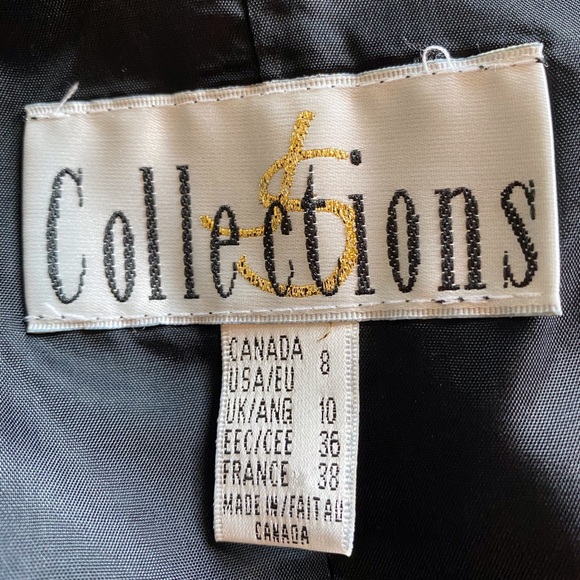 Collections
CANADA 8
USA/EU
UK/ANG 10
EEC/CEE 36
FRANCE 38
MADE IN/FAIT AU
CANADA